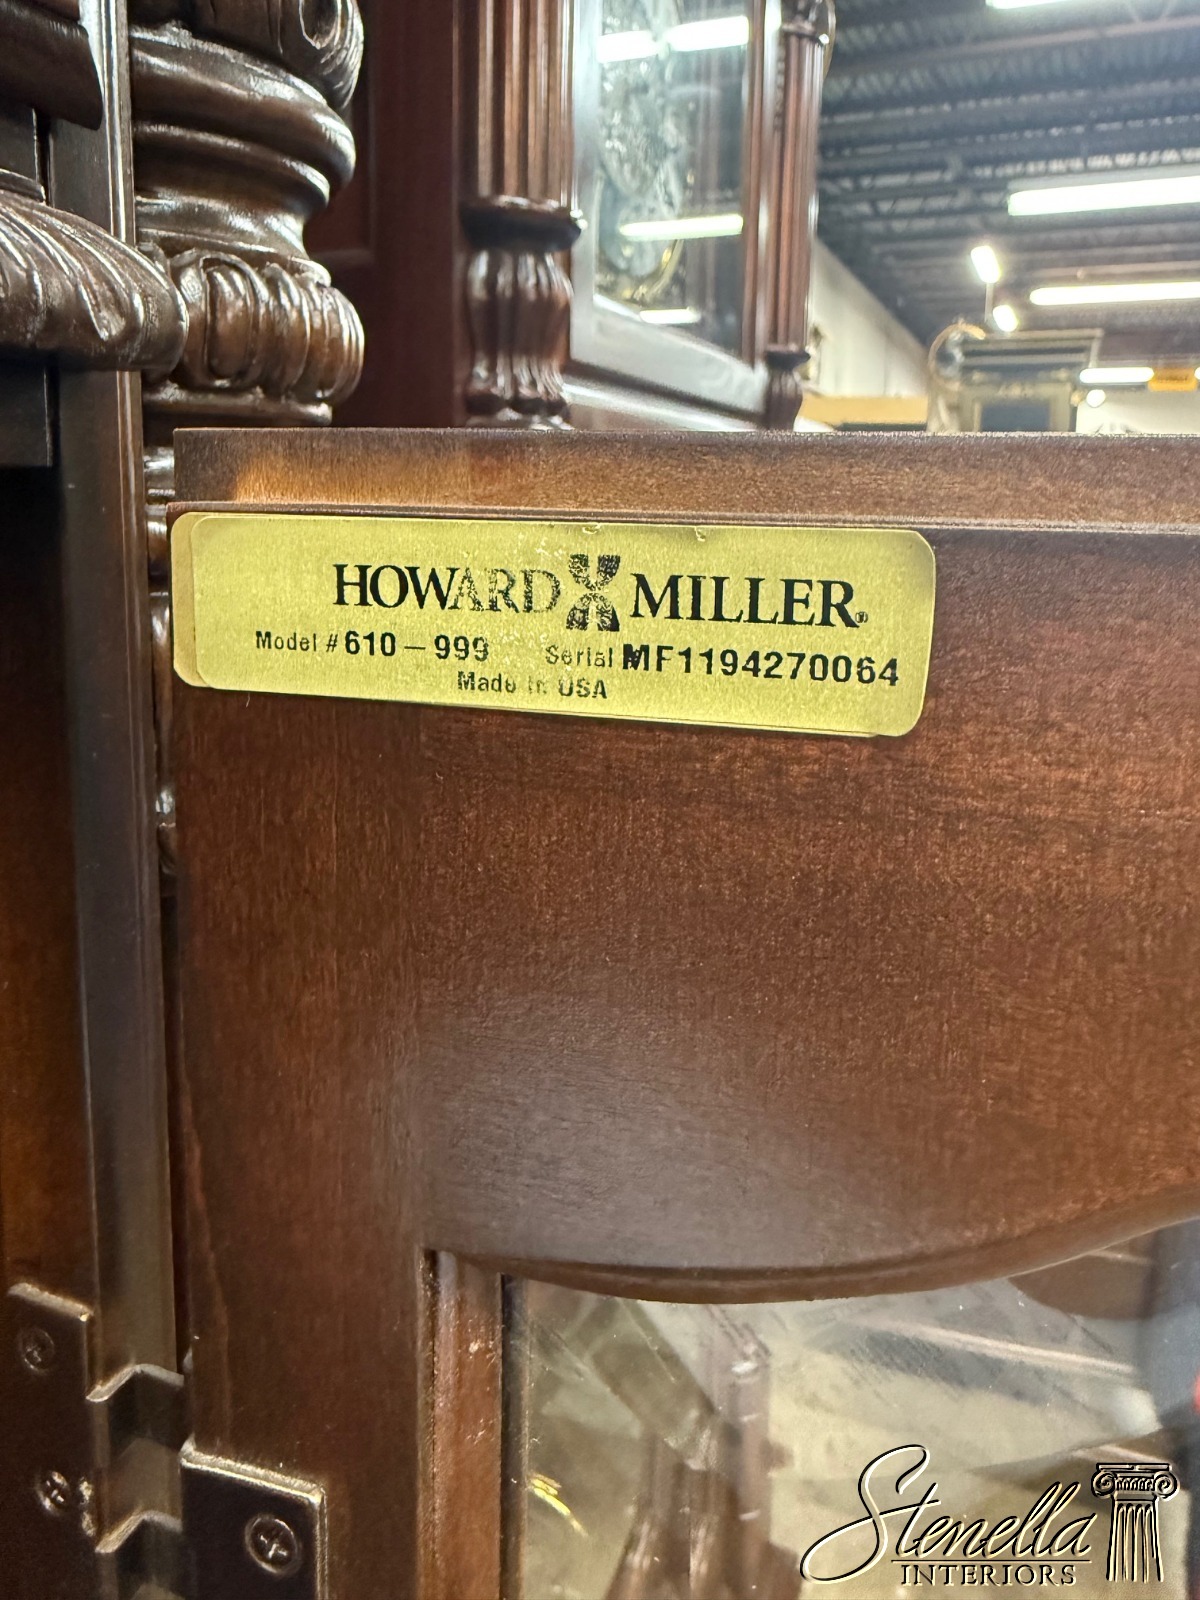 HOWARD MILLER®
Model # 610-999 Serial MF1194270064
Made in USA
Stenella
INTERIORS